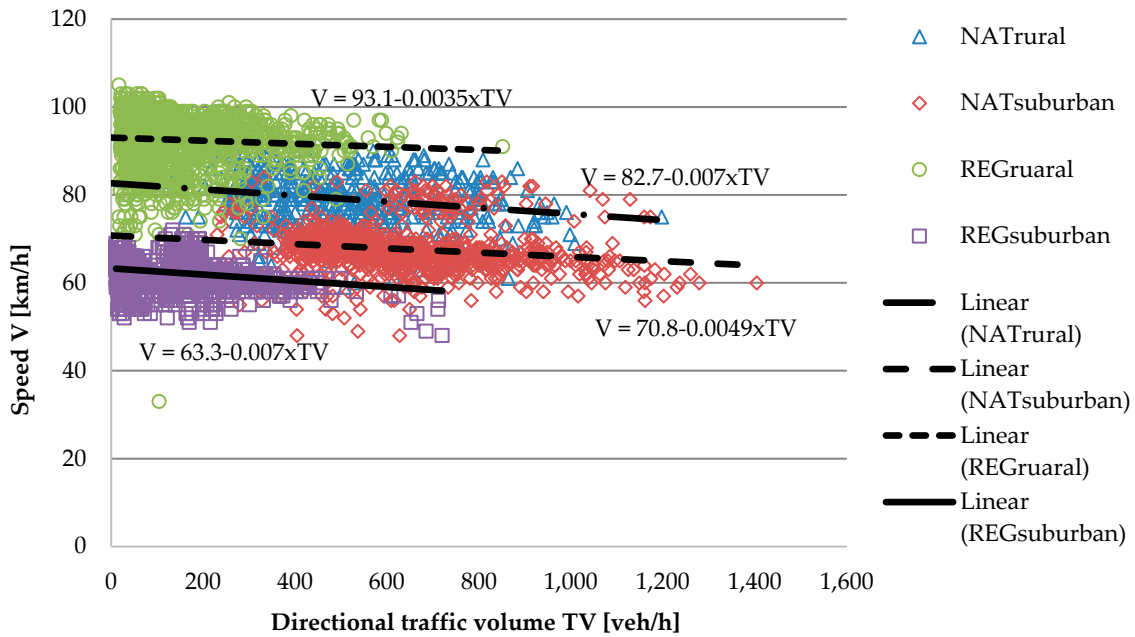 120
100
80
60
40
20
0
Speed V [km/h]
V = 93.1-0.0035xTV
V = 82.7-0.007xTV
V = 70.8-0.0049xTV
V = 63.3-0.007xTV
0 200 400 600 800 1,000 1,200 1,400 1,600
Directional traffic volume TV [veh/h]
NATrural
NATsuburban
REGruaral
REGsuburban
Linear
(NATrural)
Linear
(NATsuburban)
Linear
(REGruaral)
Linear
(REGsuburban)